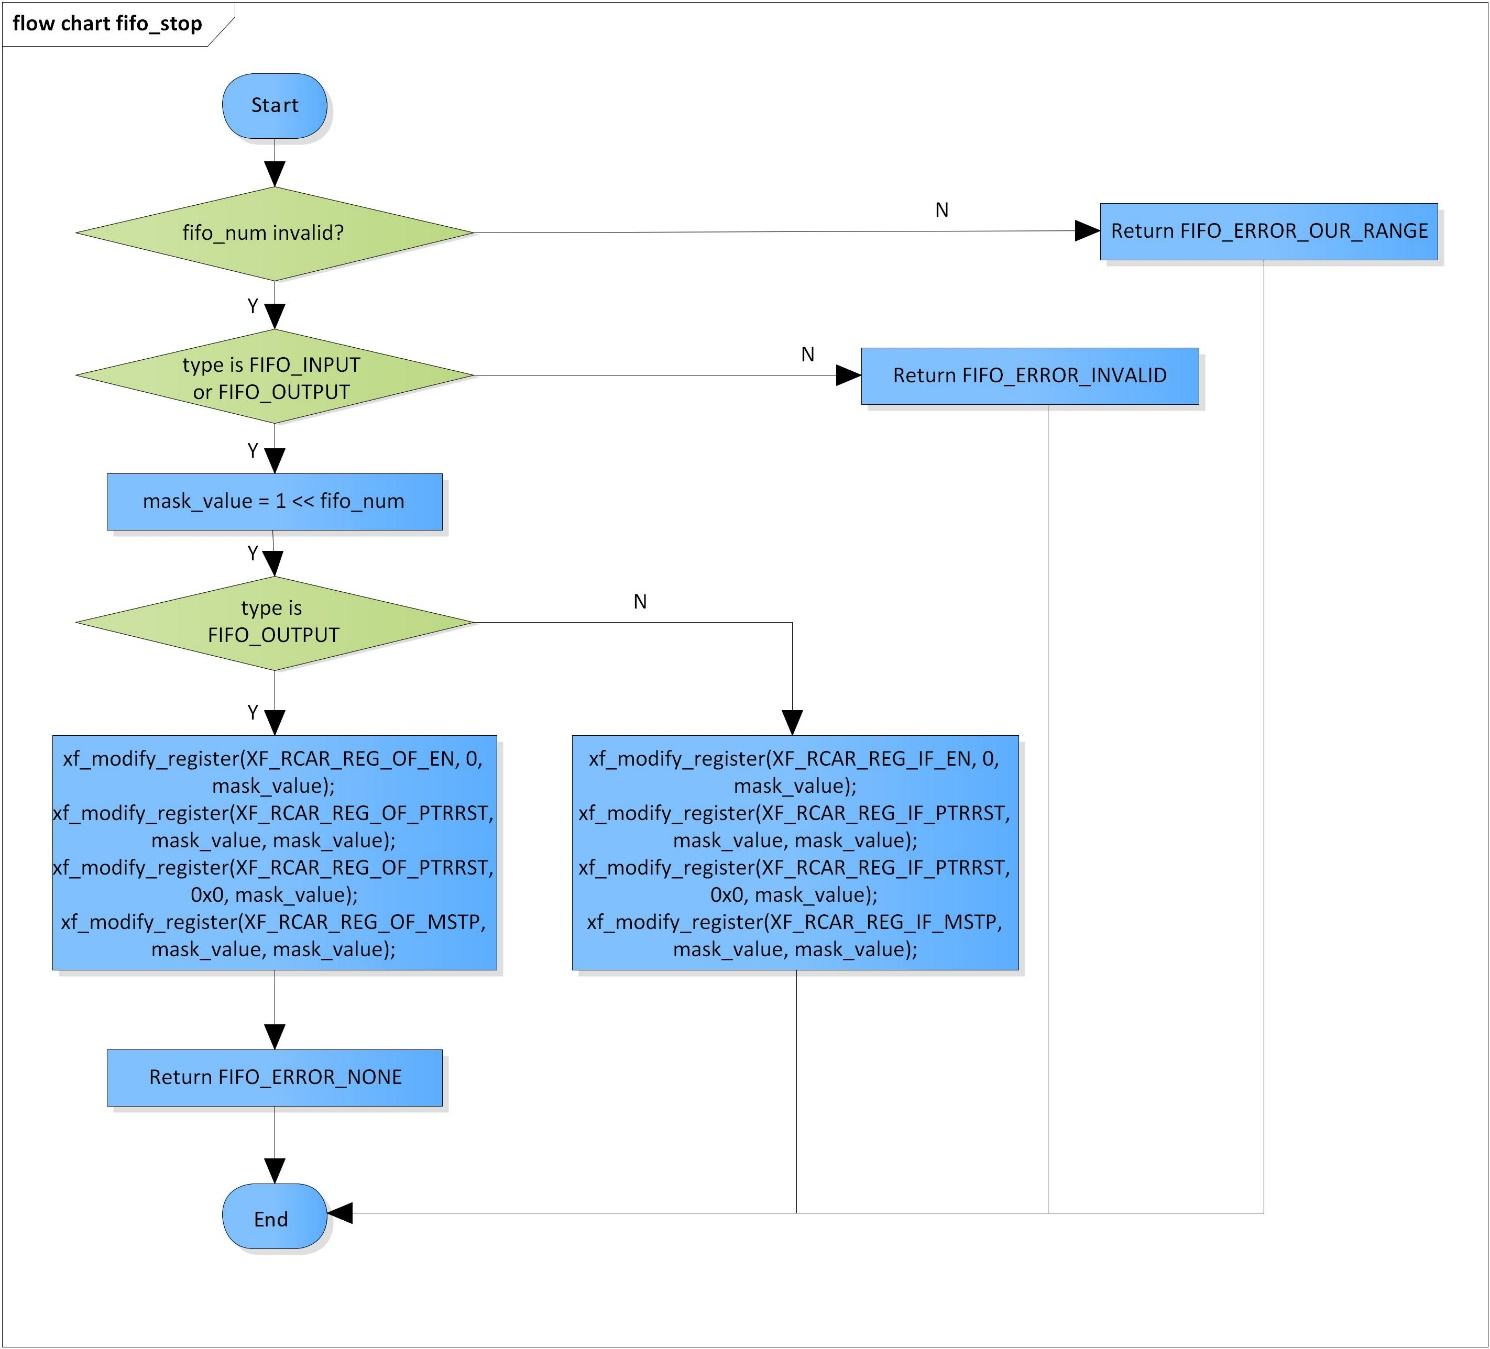 flow chart fifo_stop
Start
fifo_num invalid?
N
Return FIFO_ERROR_OUR_RANGE
Y
type is FIFO_INPUT
or FIFO_OUTPUT
N
Return FIFO_ERROR_INVALID
Y
mask_value = 1 << fifo_num
Y
type is
FIFO_OUTPUT
N
Y
xf_modify_register(XF_RCAR_REG_OF_EN, 0,
mask_value);
xf_modify_register(XF_RCAR_REG_OF_PTRRST,
mask_value, mask_value);
xf_modify_register(XF_RCAR_REG_OF_PTRRST,
0x0, mask_value);
xf_modify_register(XF_RCAR_REG_OF_MSTP,
mask_value, mask_value);
xf_modify_register(XF_RCAR_REG_IF_EN, 0,
mask_value);
xf_modify_register(XF_RCAR_REG_IF_PTRRST,
mask_value, mask_value);
xf_modify_register(XF_RCAR_REG_IF_PTRRST,
0x0, mask_value);
xf_modify_register(XF_RCAR_REG_IF_MSTP,
mask_value, mask_value);
Return FIFO_ERROR_NONE
End